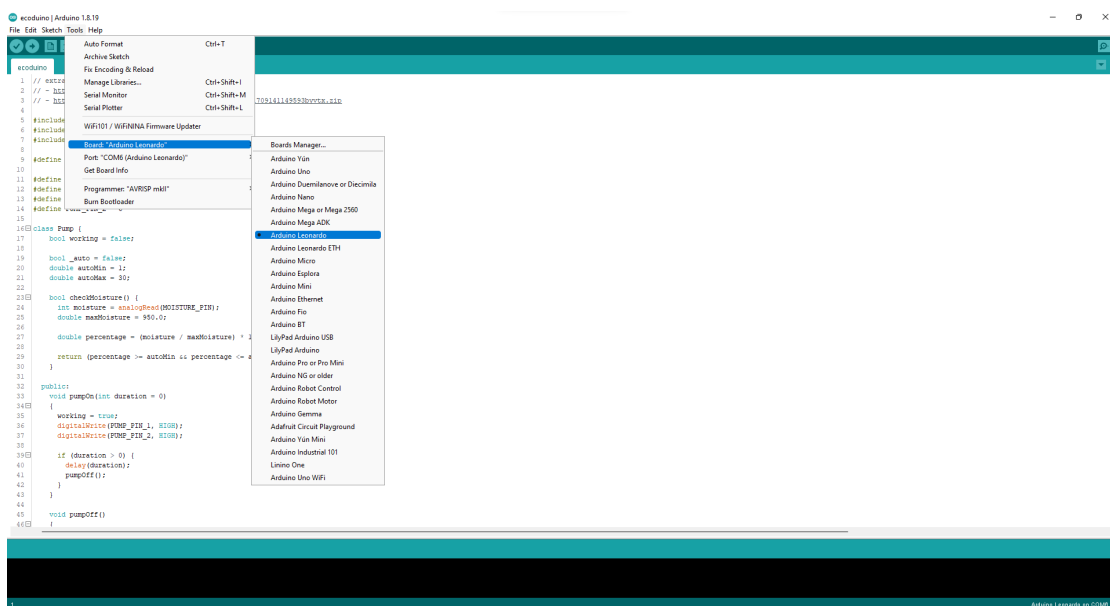 ecoduino | Arduino 1.8.19
File Edit Sketch Tools Help
ecoduino
Auto Format Ctrl+T
Archive Sketch
Fix Encoding & Reload
Manage Libraries... Ctrl+Shift+I
Serial Monitor Ctrl+Shift+M
Serial Plotter Ctrl+Shift+L
WiFi101 / WiFiNINA Firmware Updater
Board: "Arduino Leonardo"
Port: "COM6 (Arduino Leonardo)"
Get Board Info
Programmer: "AVRISP mkII"
Burn Bootloader
Boards Manager...
Arduino Yún
Arduino Uno
Arduino Duemilanove or Diecimila
Arduino Nano
Arduino Mega or Mega 2560
Arduino Mega ADK
Arduino Leonardo
Arduino Leonardo ETH
Arduino Micro
Arduino Esplora
Arduino Mini
Arduino Ethernet
Arduino Fio
Arduino BT
LilyPad Arduino USB
LilyPad Arduino
Arduino Pro or Pro Mini
Arduino NG or older
Arduino Robot Control
Arduino Robot Motor
Arduino Gemma
Adafruit Circuit Playground
Arduino Yún Mini
Arduino Industrial 101
Linino One
Arduino Uno WiFi
1 // extra
2 // - htt
3 // - htt
4
5 #include
6 #include
7 #include
8
9 #define
10
11 #define
12 #define
13 #define
14 #define
15
16 class Pump {
17 bool working = false;
18
19 bool _auto = false;
20 double autoMin = 1;
21 double autoMax = 30;
22
23 bool checkMoisture() {
24 int moisture = analogRead(MOISTURE_PIN);
25 double maxMoisture = 950.0;
26
27 double percentage = (moisture / maxMoisture) *
28
29 return (percentage >= autoMin && percentage <= a
30 }
31
32 public:
33 void pumpOn(int duration = 0)
34 {
35 working = true;
36 digitalWrite(PUMP_PIN_1, HIGH);
37 digitalWrite(PUMP_PIN_2, HIGH);
38
39 if (duration > 0) {
40 delay(duration);
41 pumpOff();
42 }
43 }
44
45 void pumpOff()
46 {
1
Arduino Leonardo on COM6